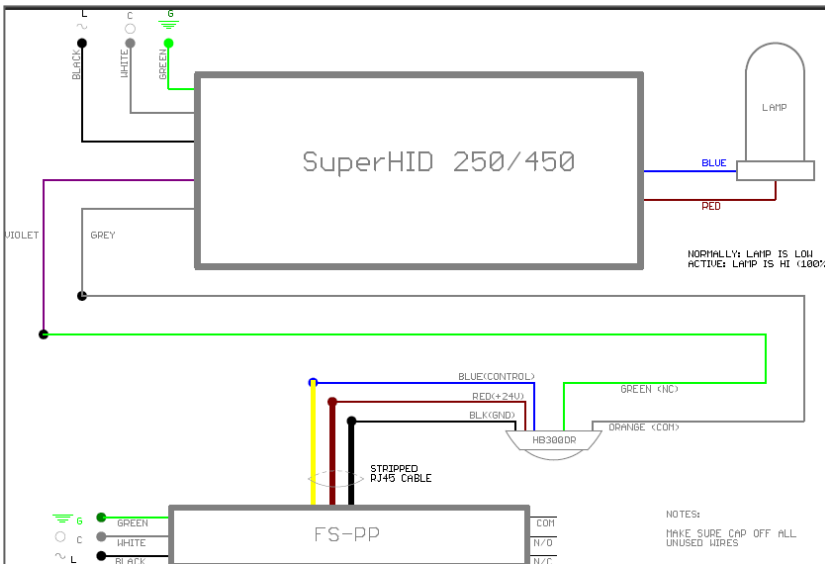 L
C
G
BLACK
WHITE
GREEN
LAMP
SuperHID 250/450
BLUE
RED
VIOLET
GREY
NORMALLY: LAMP IS LOW
ACTIVE: LAMP IS HI (100%
BLUE(CONTROL)
RED(+24V)
BLK(GND)
GREEN (NC)
ORANGE (COM)
HB300DR
STRIPPED
RJ45 CABLE
G
GREEN
C
WHITE
L
BLACK
FS-PP
COM
N/O
N/C
NOTES:
MAKE SURE CAP OFF ALL
UNUSED WIRES